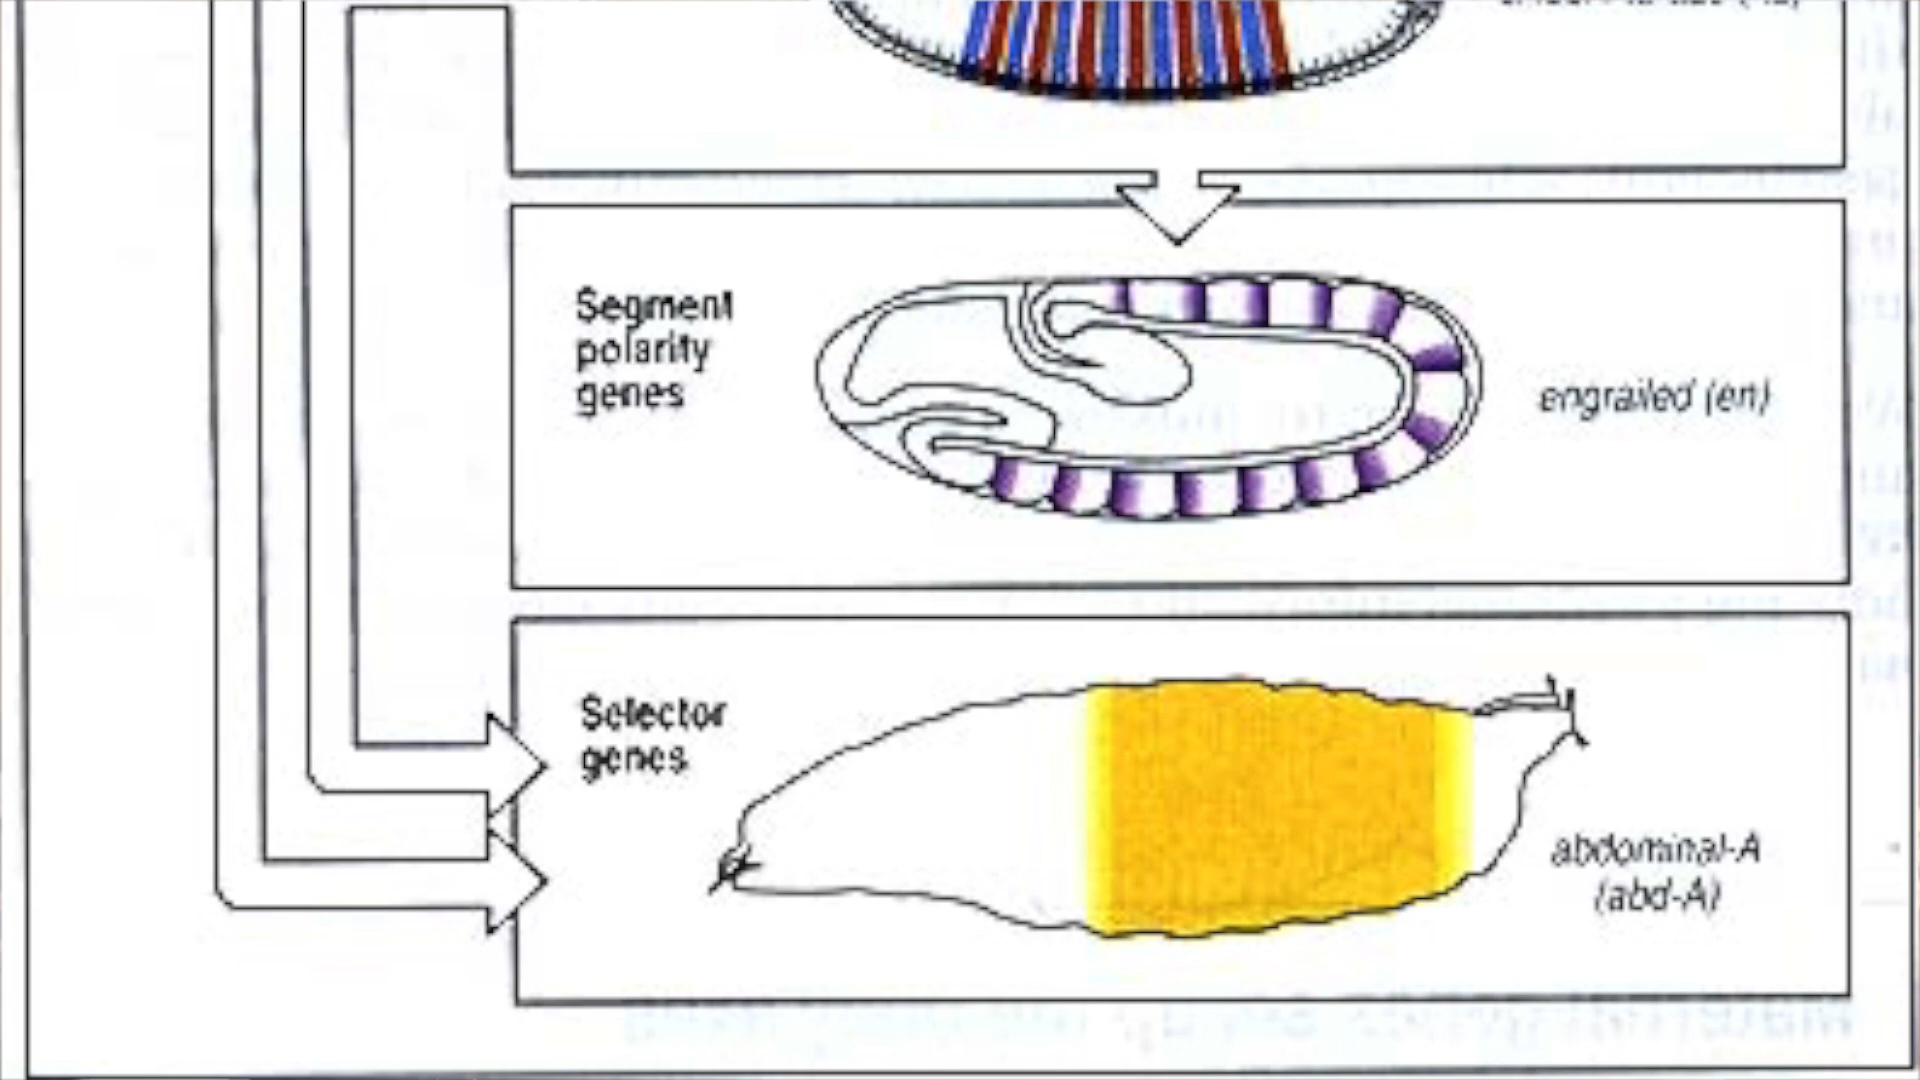 Segment
polarity
genes
engrailed (en)
Selector
genes
abdominal-A
(abd-A)